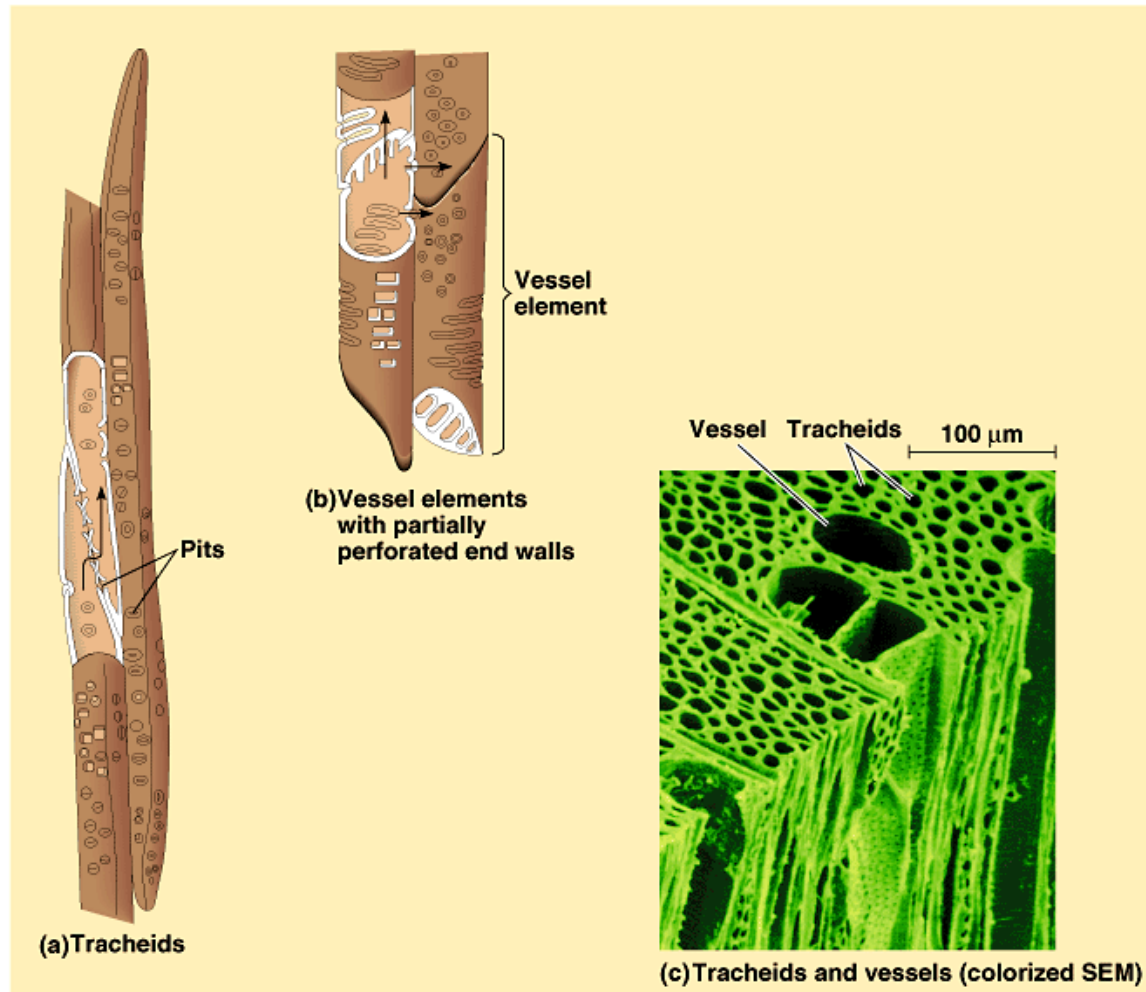 Pits
(a) Tracheids
Vessel
element
(b) Vessel elements
with partially
perforated end walls
Vessel
Tracheids
100 μm
(c) Tracheids and vessels (colorized SEM)